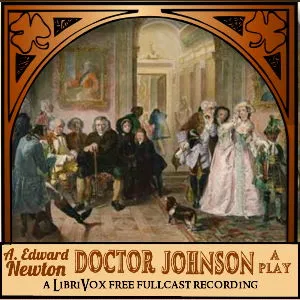 A. Edward
Newton
DOCTOR JOHNSON
A
PLAY
A LIBRIVOX FREE FULLCAST RECORDING